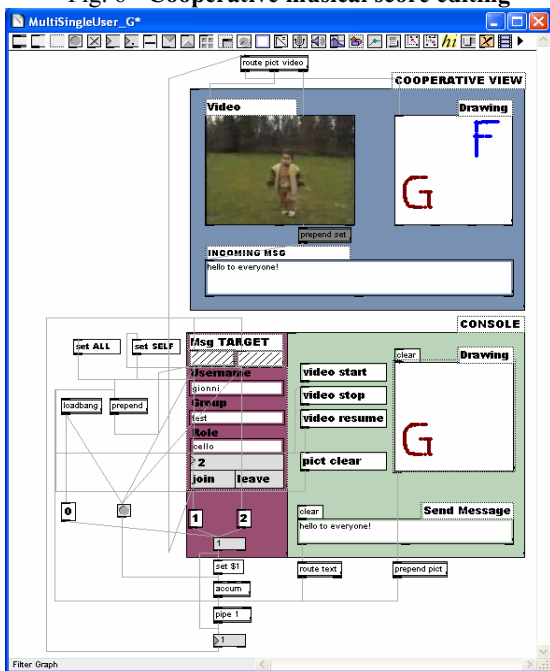 Fig. 6 - Cooperative musical score editing
MultiSingleUser_G*
hi
route pict video
COOPERATIVE VIEW
Video
Drawing
F
G
prepend set
INCOMING MSG
hello to everyone!
CONSOLE
set ALL
set SELF
Msg TARGET
clear
Drawing
Username
video start
gionni
Group
video stop
test
Role
video resume
cello
G
2
pict clear
join
leave
loadbang
prepend
0
1
2
clear
Send Message
hello to everyone!
1
set $1
route text
prepend pict
accum
pipe 1
1
Filter Graph